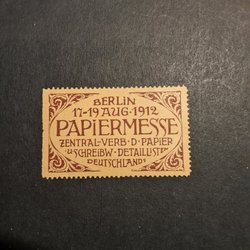 BERLIN
17-19 AUG·1912
PAPIERMESSE
ZENTRAL-VERB·D·PAPIER
U·SCHREIBW·DETAILLISTEN
DEUTSCHLANDS